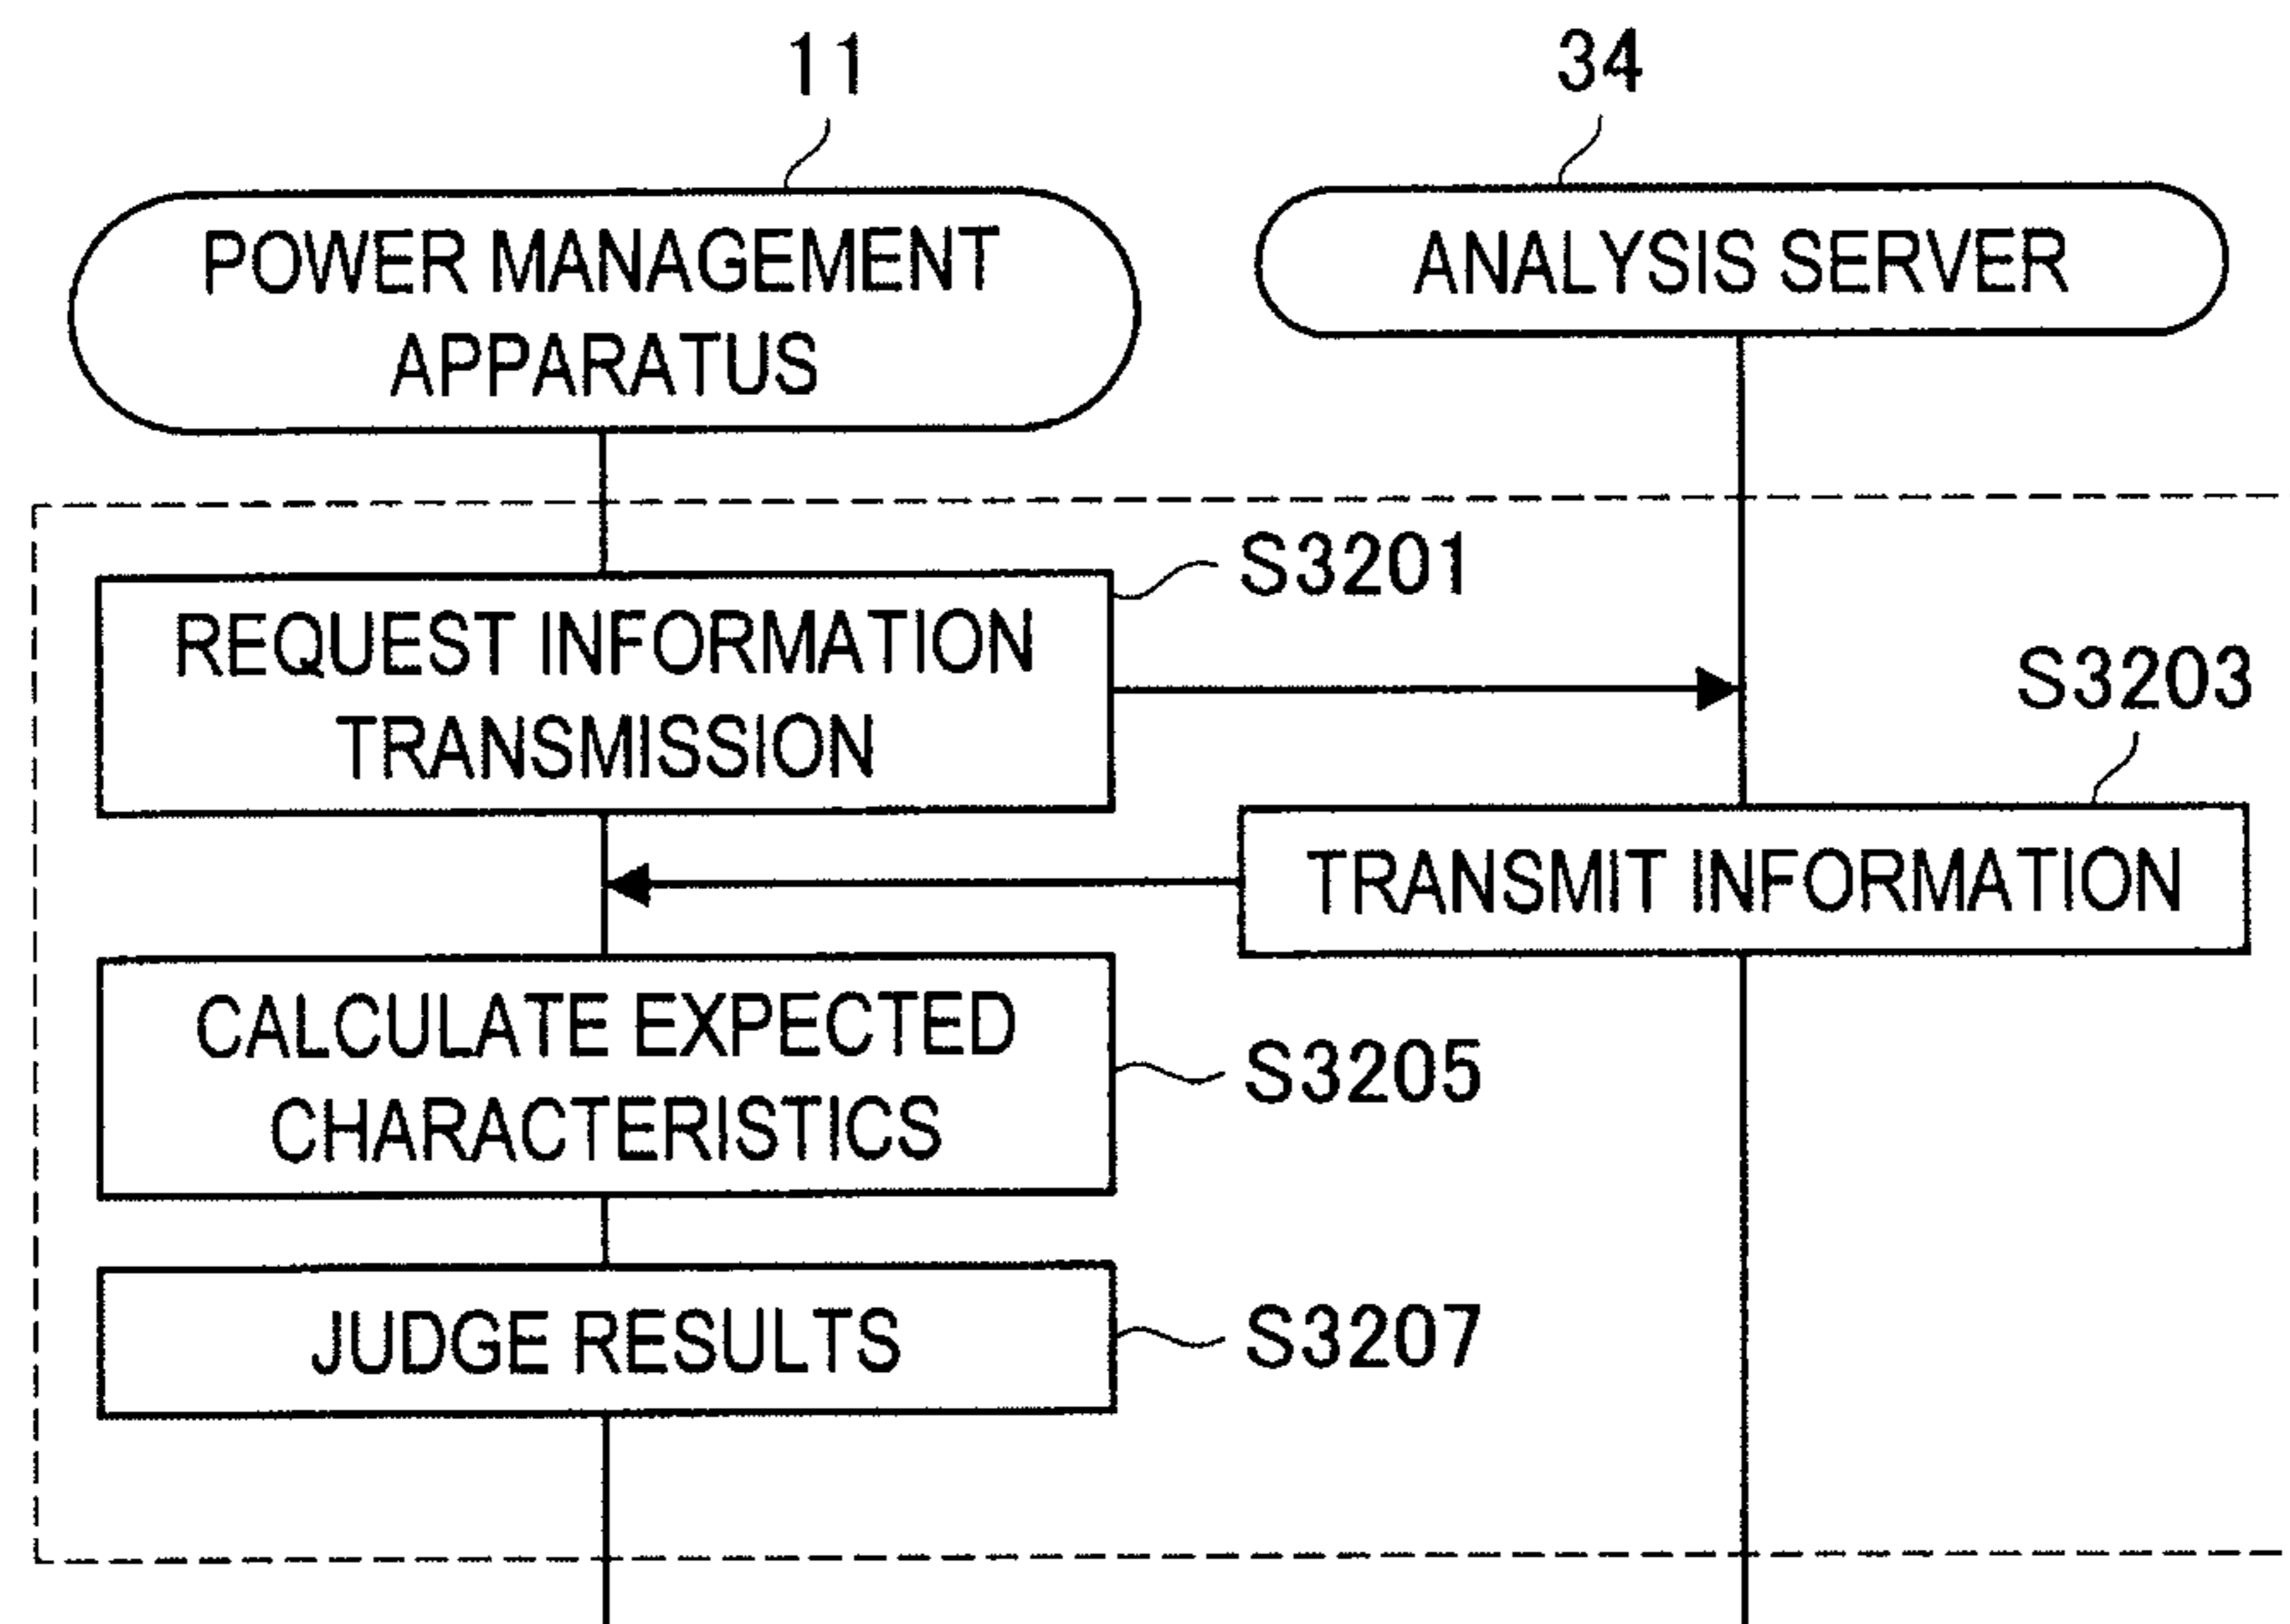 11
34
POWER MANAGEMENT
APPARATUS
ANALYSIS SERVER
S3201
REQUEST INFORMATION
TRANSMISSION
S3203
TRANSMIT INFORMATION
CALCULATE EXPECTED
CHARACTERISTICS
S3205
JUDGE RESULTS
S3207